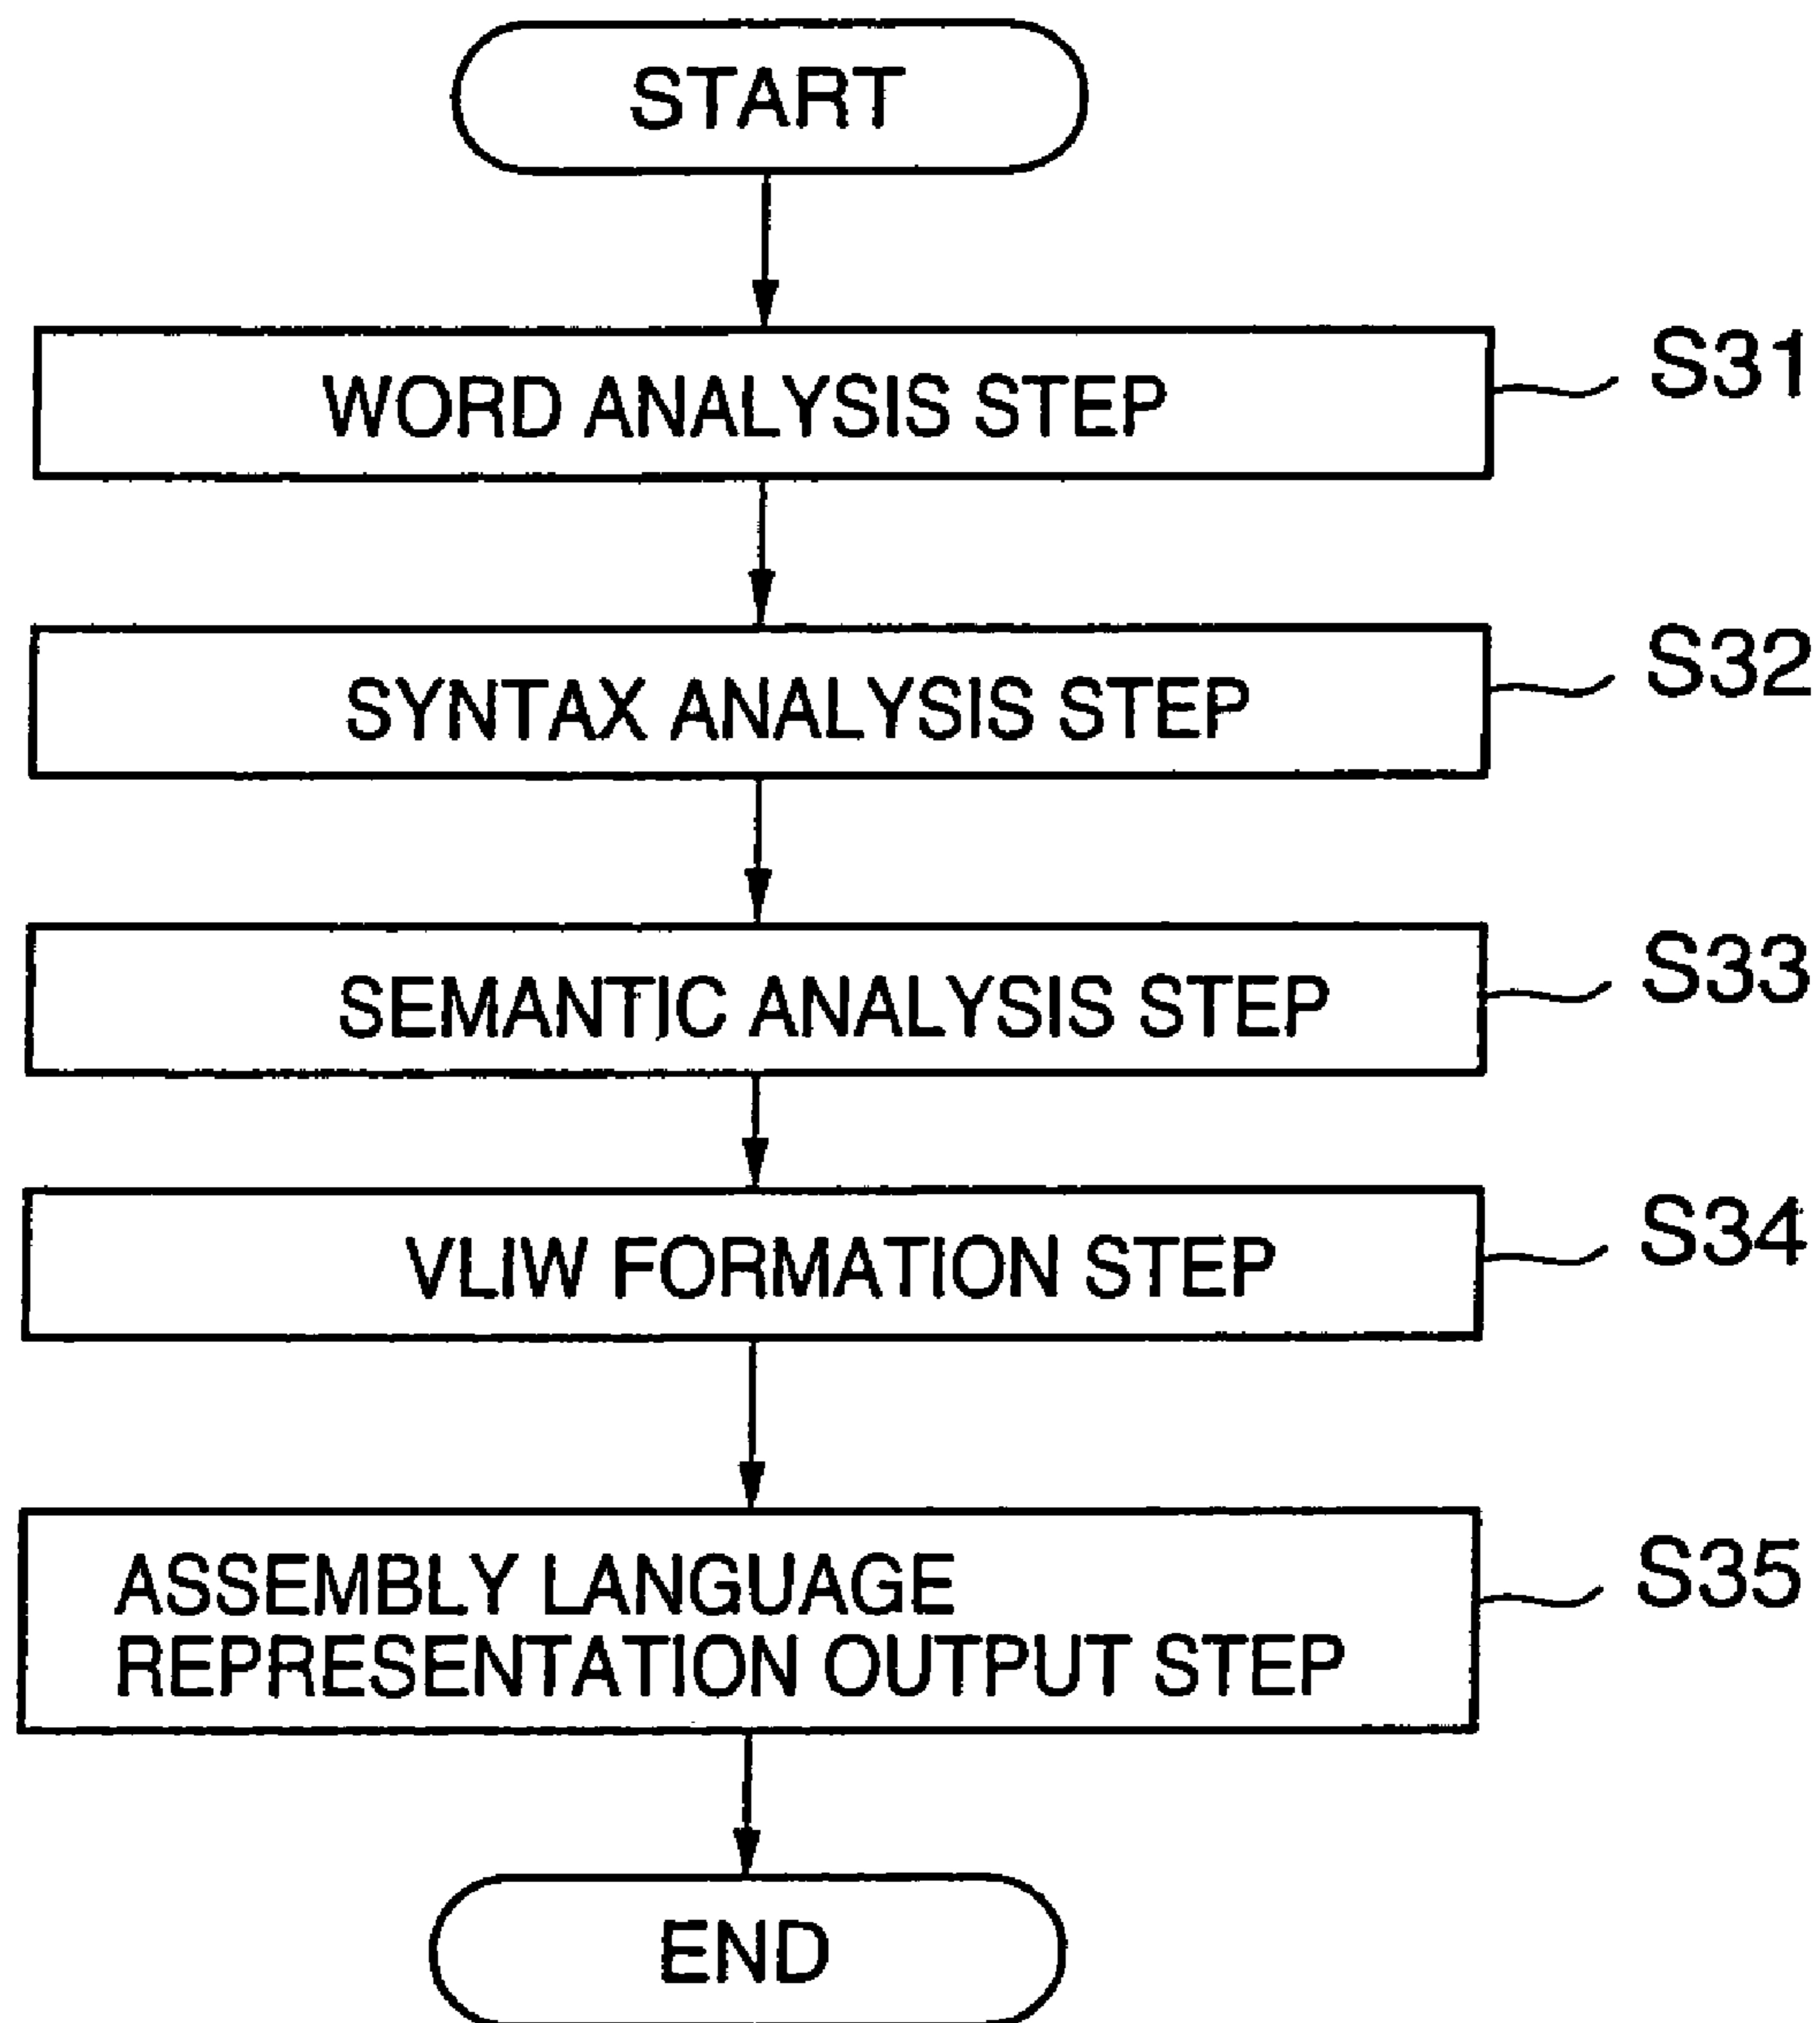 START
WORD ANALYSIS STEP
S31
SYNTAX ANALYSIS STEP
S32
SEMANTIC ANALYSIS STEP
S33
VLIW FORMATION STEP
S34
ASSEMBLY LANGUAGE
REPRESENTATION OUTPUT STEP
S35
END